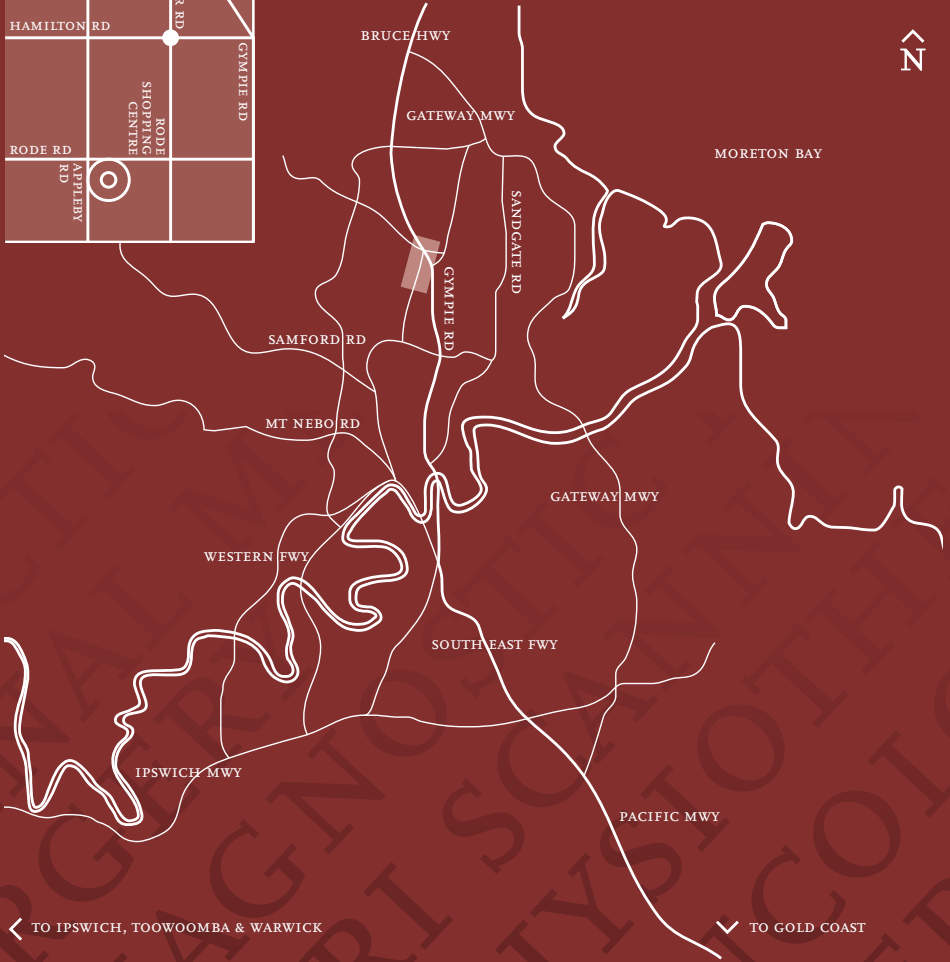 HAMILTON RD
R RD
GYMPIE RD
RODE
SHOPPING
CENTRE
RODE RD
APPLEBY
RD
BRUCE HWY
N
GATEWAY MWY
MORETON BAY
SANDGATE RD
GYMPIE RD
SAMFORD RD
MT NEBO RD
GATEWAY MWY
WESTERN FWY
SOUTH EAST FWY
IPSWICH MWY
PACIFIC MWY
TO IPSWICH, TOOWOOMBA & WARWICK
TO GOLD COAST